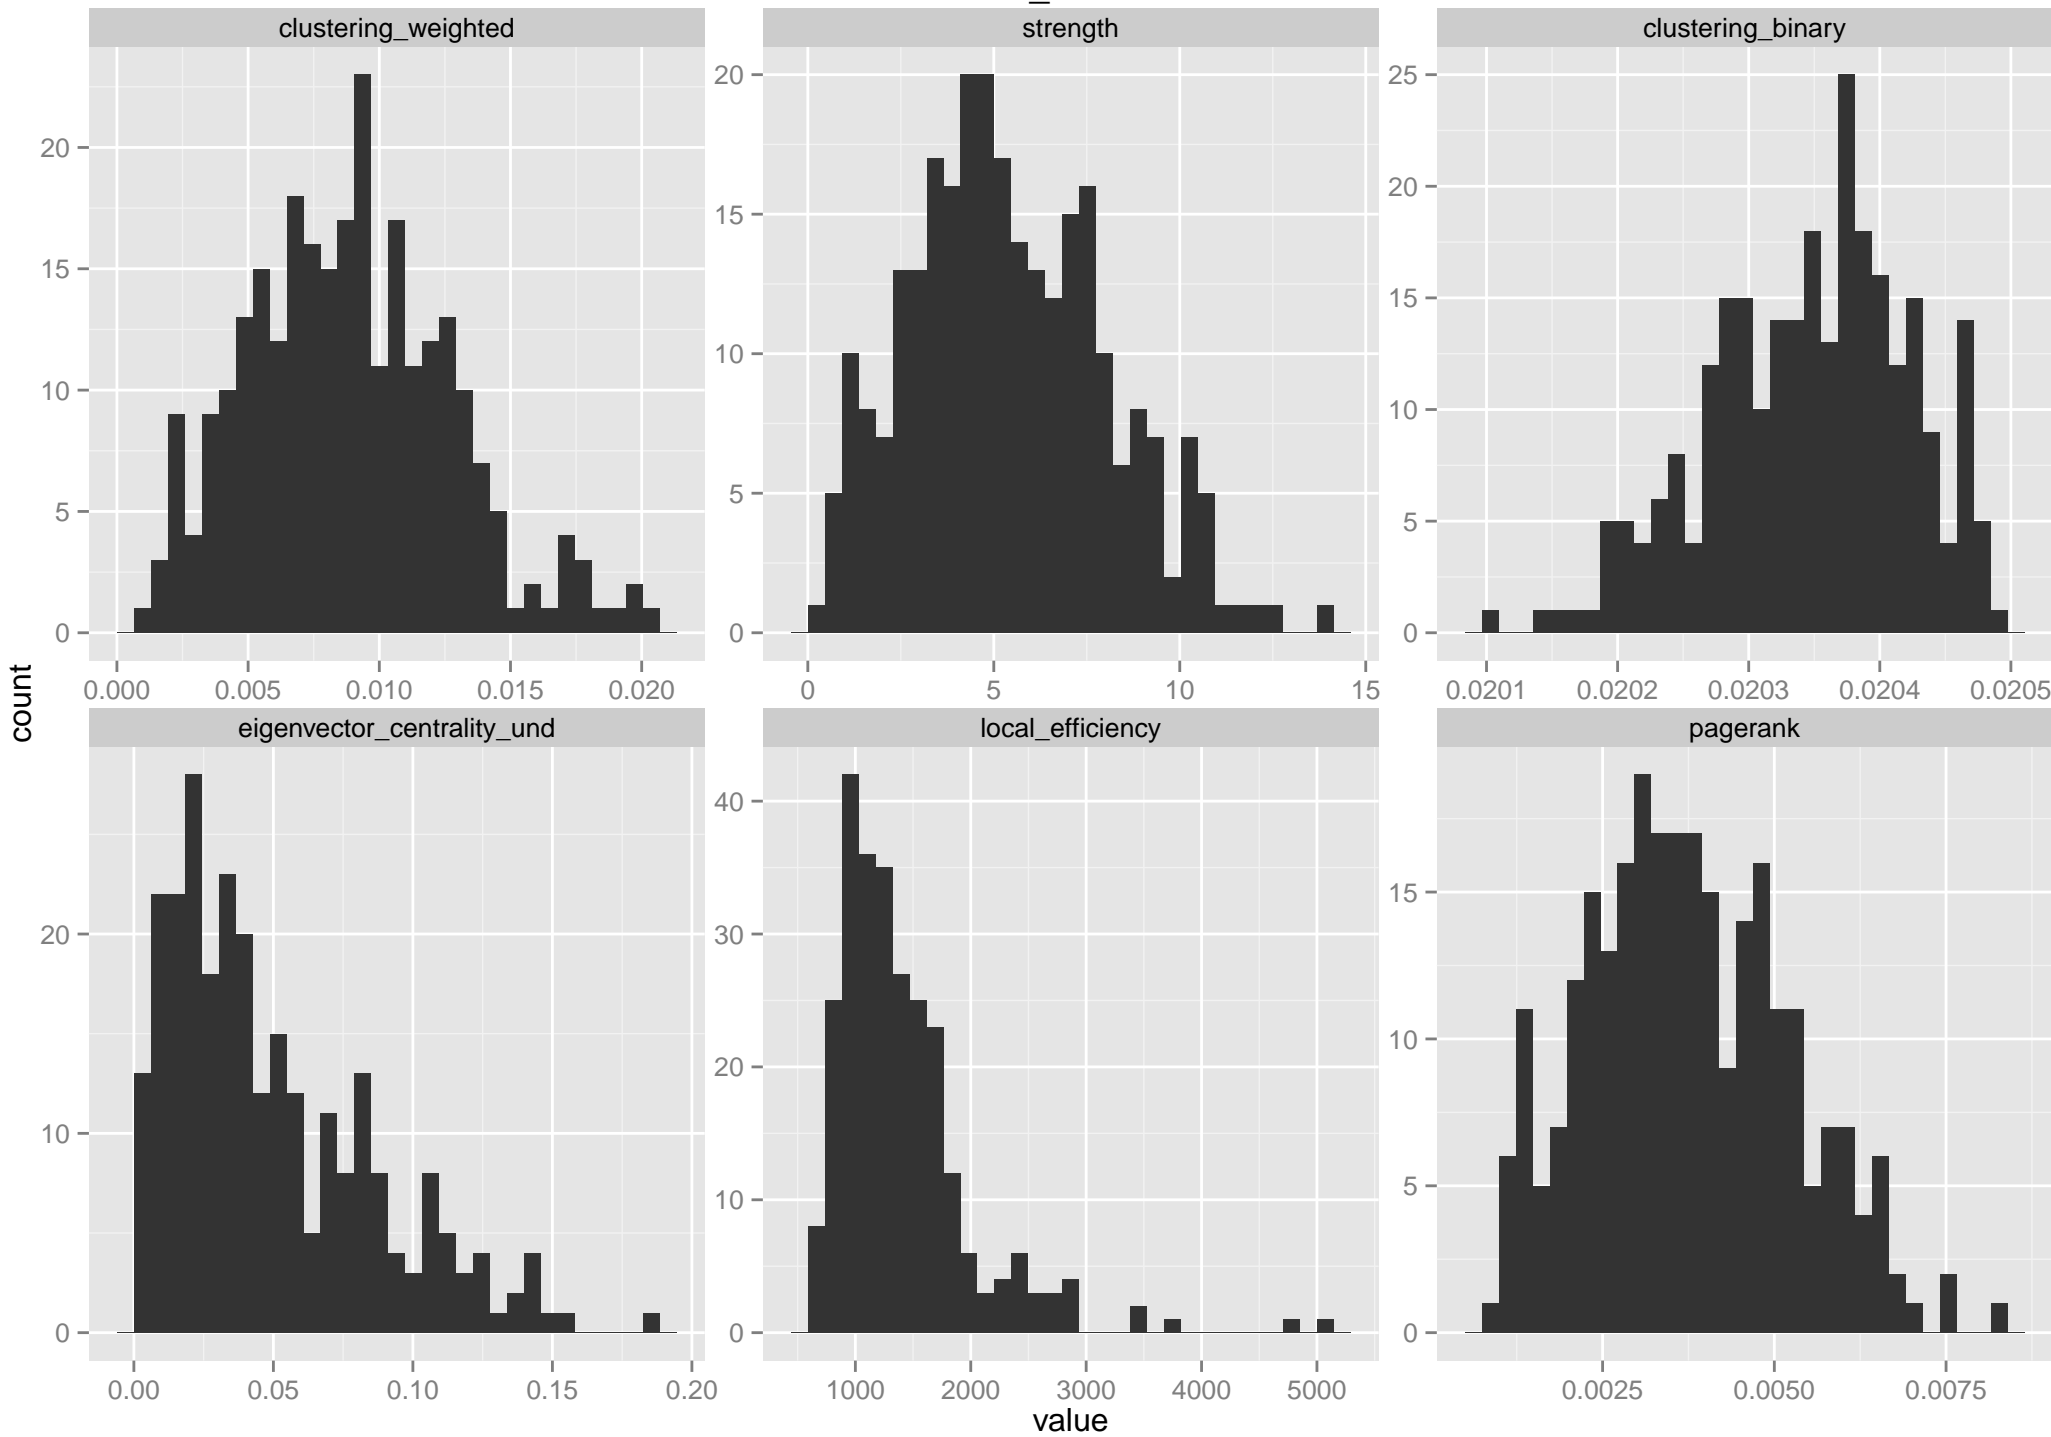 clustering_weighted
strength
clustering_binary
20
15
10
5
0
20
15
10
5
0
25
20
15
10
5
0
0.000 0.005 0.010 0.015 0.020
0 5 10 15
0.0201 0.0202 0.0203 0.0204 0.0205
count
eigenvector_centrality_und
local_efficiency
pagerank
20
10
0
40
30
20
10
0
15
10
5
0
0.00 0.05 0.10 0.15 0.20
1000 2000 3000 4000 5000
0.0025 0.0050 0.0075
value